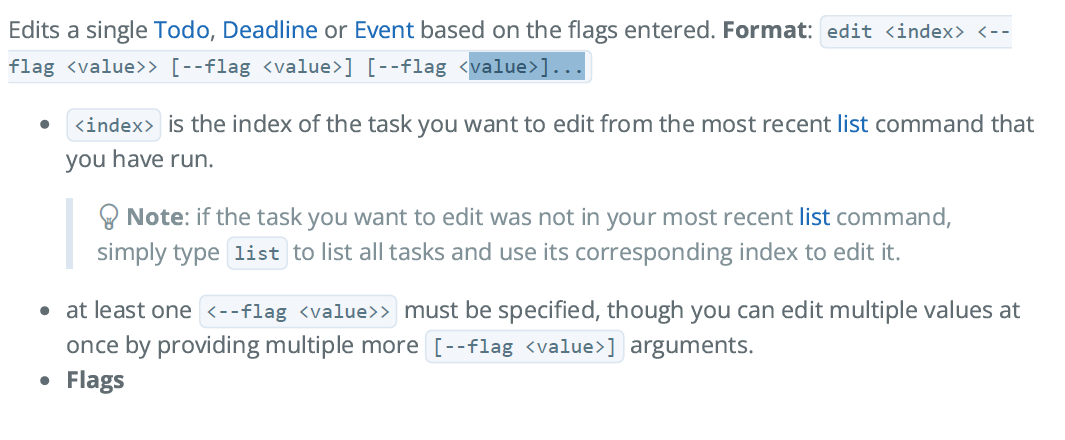 Edits a single Todo, Deadline or Event based on the flags entered. Format: edit <index> <--
flag <value>> [--flag <value>] [--flag <value>]...
<index> is the index of the task you want to edit from the most recent list command that
you have run.
Note: if the task you want to edit was not in your most recent list command,
simply type list to list all tasks and use its corresponding index to edit it.
at least one <--flag <value>> must be specified, though you can edit multiple values at
once by providing multiple more [--flag <value>] arguments.
Flags